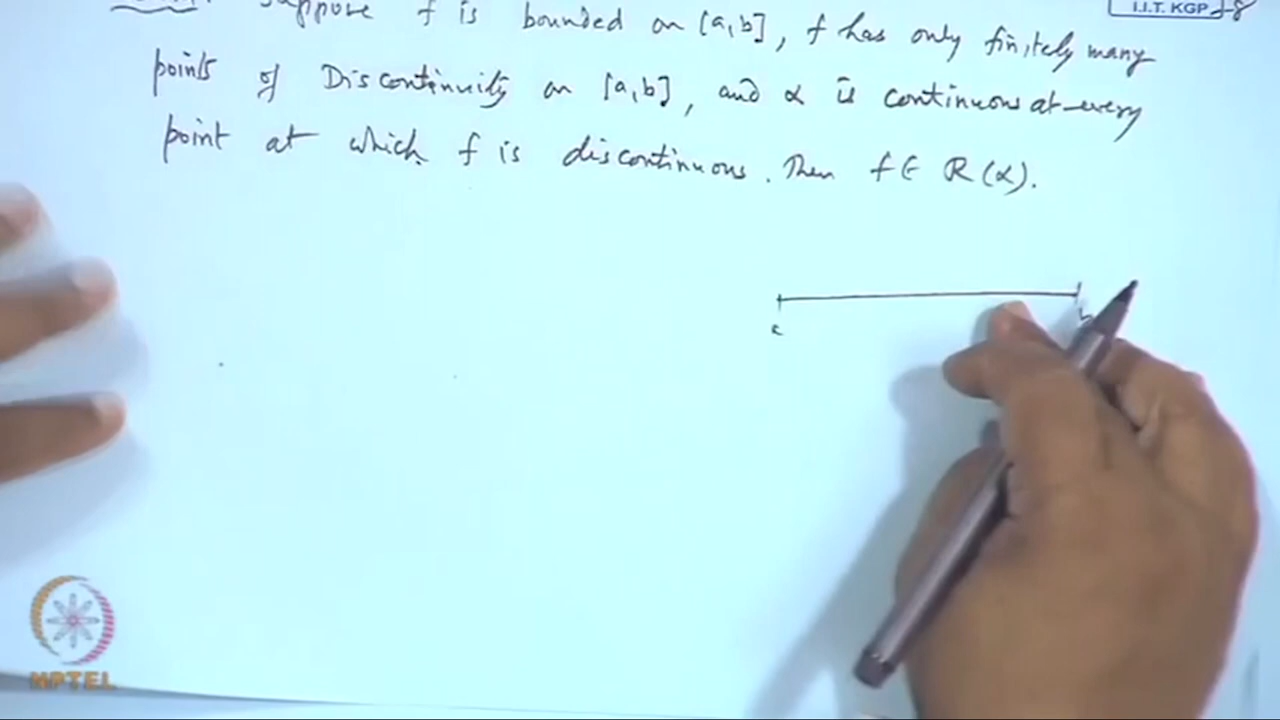 Suppose f is bounded on [a,b], f has only finitely many
points of Discontinuity on [a,b], and α is continuous at every
point at which f is discontinuous. Then f ∈ R(α).
I.I.T. KGP
NPTEL